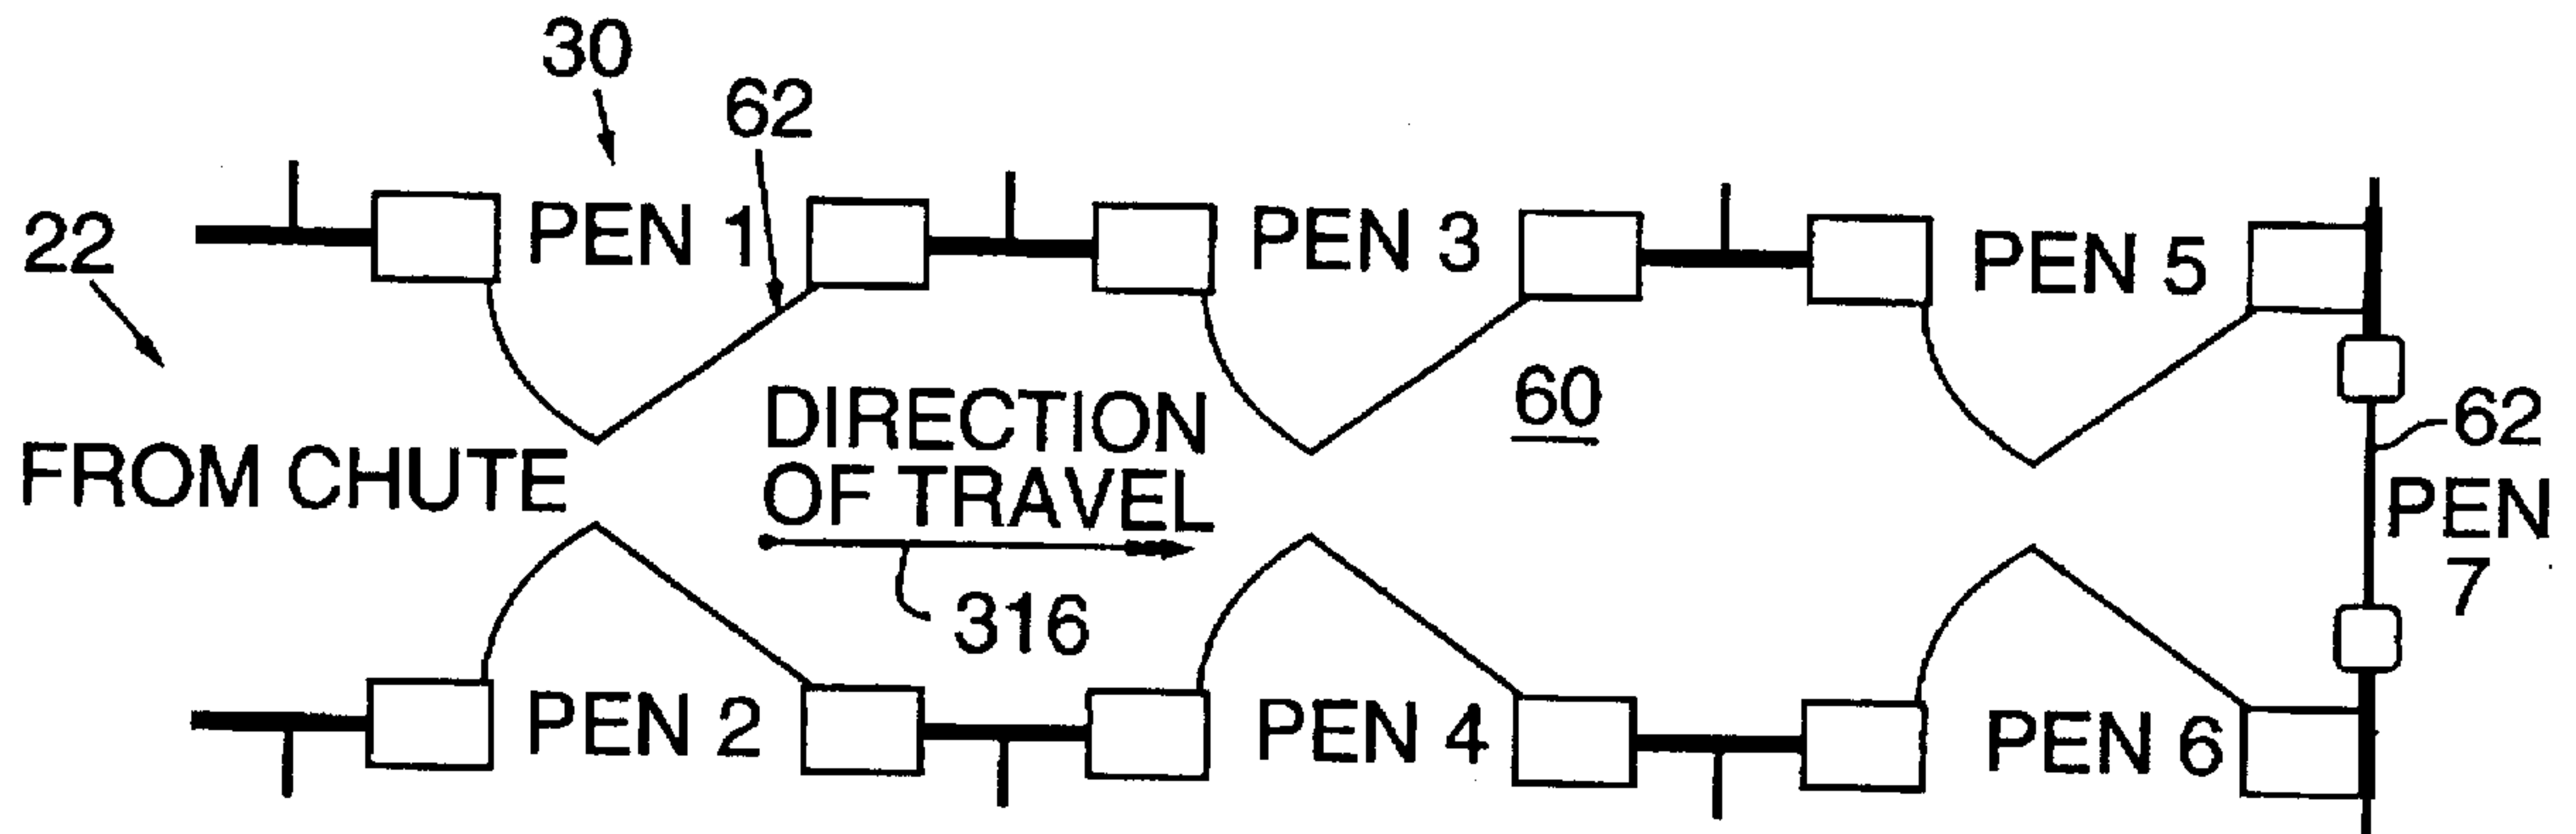 30
62
22
PEN 1
PEN 3
PEN 5
60
DIRECTION
OF TRAVEL
62
FROM CHUTE
PEN
7
316
PEN 2
PEN 4
PEN 6